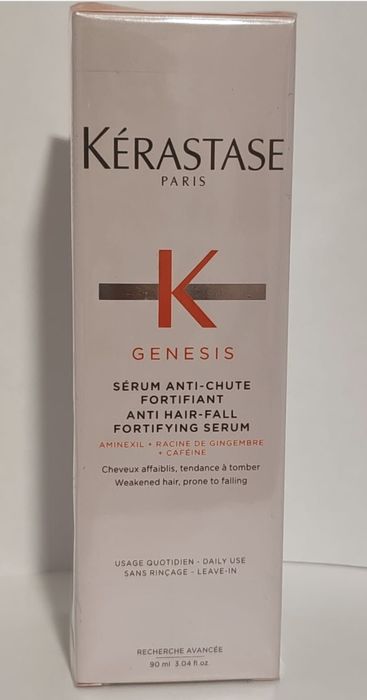 KÉRASTASE
PARIS
K
GENESIS
SÉRUM ANTI-CHUTE
FORTIFIANT
ANTI HAIR-FALL
FORTIFYING SERUM
AMINEXIL + RACINE DE GINGEMBRE
+ CAFÉINE
Cheveux affaiblis, tendance à tomber
Weakened hair, prone to falling
USAGE QUOTIDIEN - DAILY USE
SANS RINÇAGE - LEAVE-IN
RECHERCHE AVANCÉE
90 ml 3.04 fl.oz.